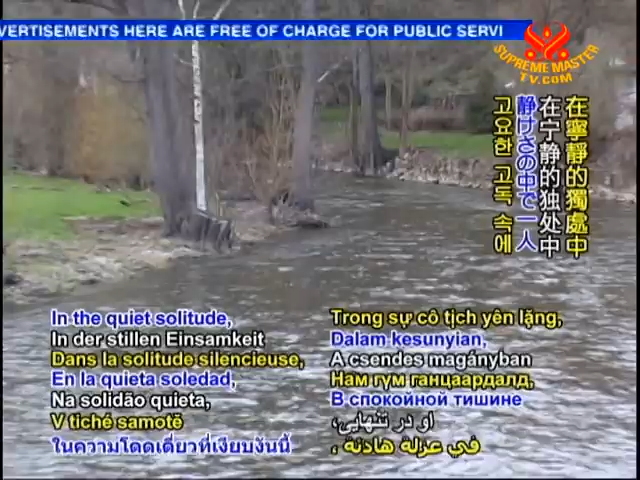 VERTISEMENTS HERE ARE FREE OF CHARGE FOR PUBLIC SERVI
SUPREME MASTER
TV.COM
在寧靜的獨處中
在宁静的独处中
静けさの中で一人
고요한 고독 속에
In the quiet solitude,
In der stillen Einsamkeit
Dans la solitude silencieuse,
En la quieta soledad,
Na solidão quieta,
V tiché samotě
ในความโดดเดี่ยวที่เงียบงันนี้
Trong sự cô tịch yên lặng,
Dalam kesunyian,
A csendes magányban
Нам гүм ганцаардалд,
В спокойной тишине
او در تنهایی،
في عزلة هادئة ،